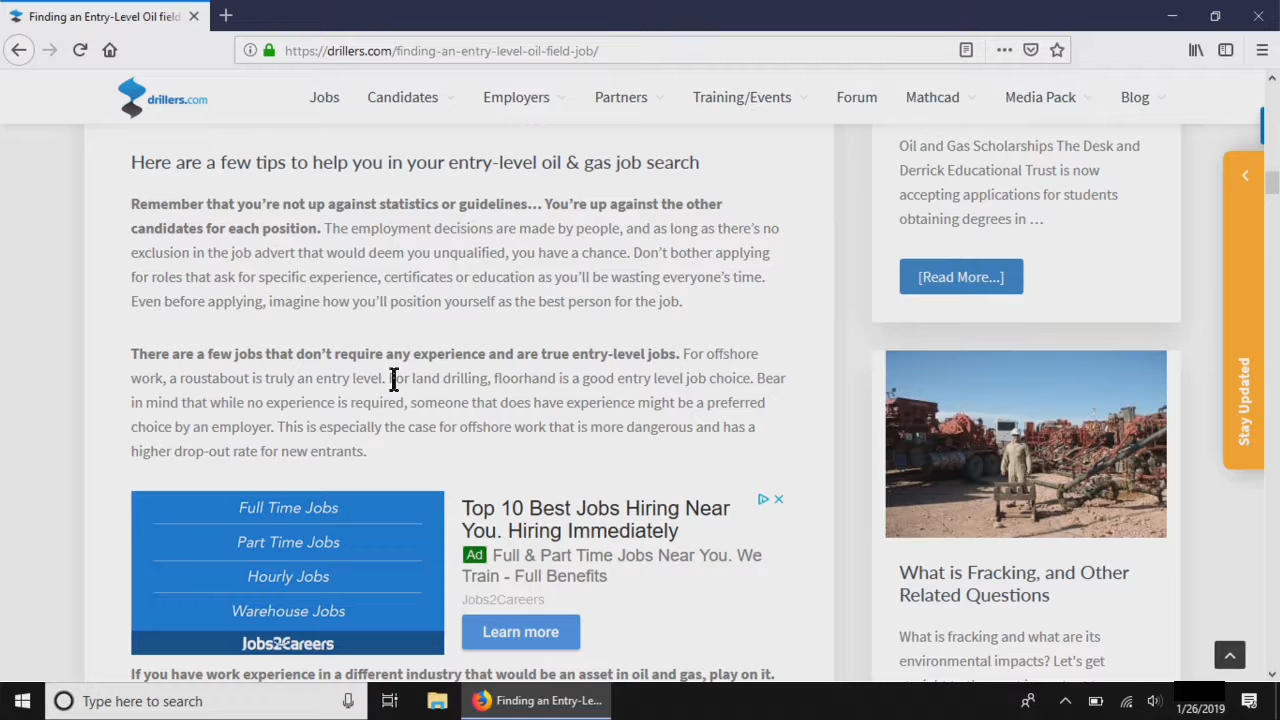 Finding an Entry-Level Oil field
https://drillers.com/finding-an-entry-level-oil-field-job/
drillers.com
Jobs
Candidates
Employers
Partners
Training/Events
Forum
Mathcad
Media Pack
Blog
Here are a few tips to help you in your entry-level oil & gas job search
Remember that you’re not up against statistics or guidelines… You’re up against the other
candidates for each position. The employment decisions are made by people, and as long as there’s no
exclusion in the job advert that would deem you unqualified, you have a chance. Don’t bother applying
for roles that ask for specific experience, certificates or education as you’ll be wasting everyone’s time.
Even before applying, imagine how you’ll position yourself as the best person for the job.
There are a few jobs that don’t require any experience and are true entry-level jobs. For offshore
work, a roustabout is truly an entry level. For land drilling, floorhand is a good entry level job choice. Bear
in mind that while no experience is required, someone that does have experience might be a preferred
choice by an employer. This is especially the case for offshore work that is more dangerous and has a
higher drop-out rate for new entrants.
Full Time Jobs
Part Time Jobs
Hourly Jobs
Warehouse Jobs
Jobs2Careers
Top 10 Best Jobs Hiring Near
You. Hiring Immediately
Ad Full & Part Time Jobs Near You. We
Train - Full Benefits
Jobs2Careers
Learn more
If you have work experience in a different industry that would be an asset in oil and gas, play on it.
Oil and Gas Scholarships The Desk and
Derrick Educational Trust is now
accepting applications for students
obtaining degrees in …
[Read More...]
What is Fracking, and Other
Related Questions
What is fracking and what are its
environmental impacts? Let's get
Stay Updated
Type here to search
Finding an Entry-Le...
1/26/2019